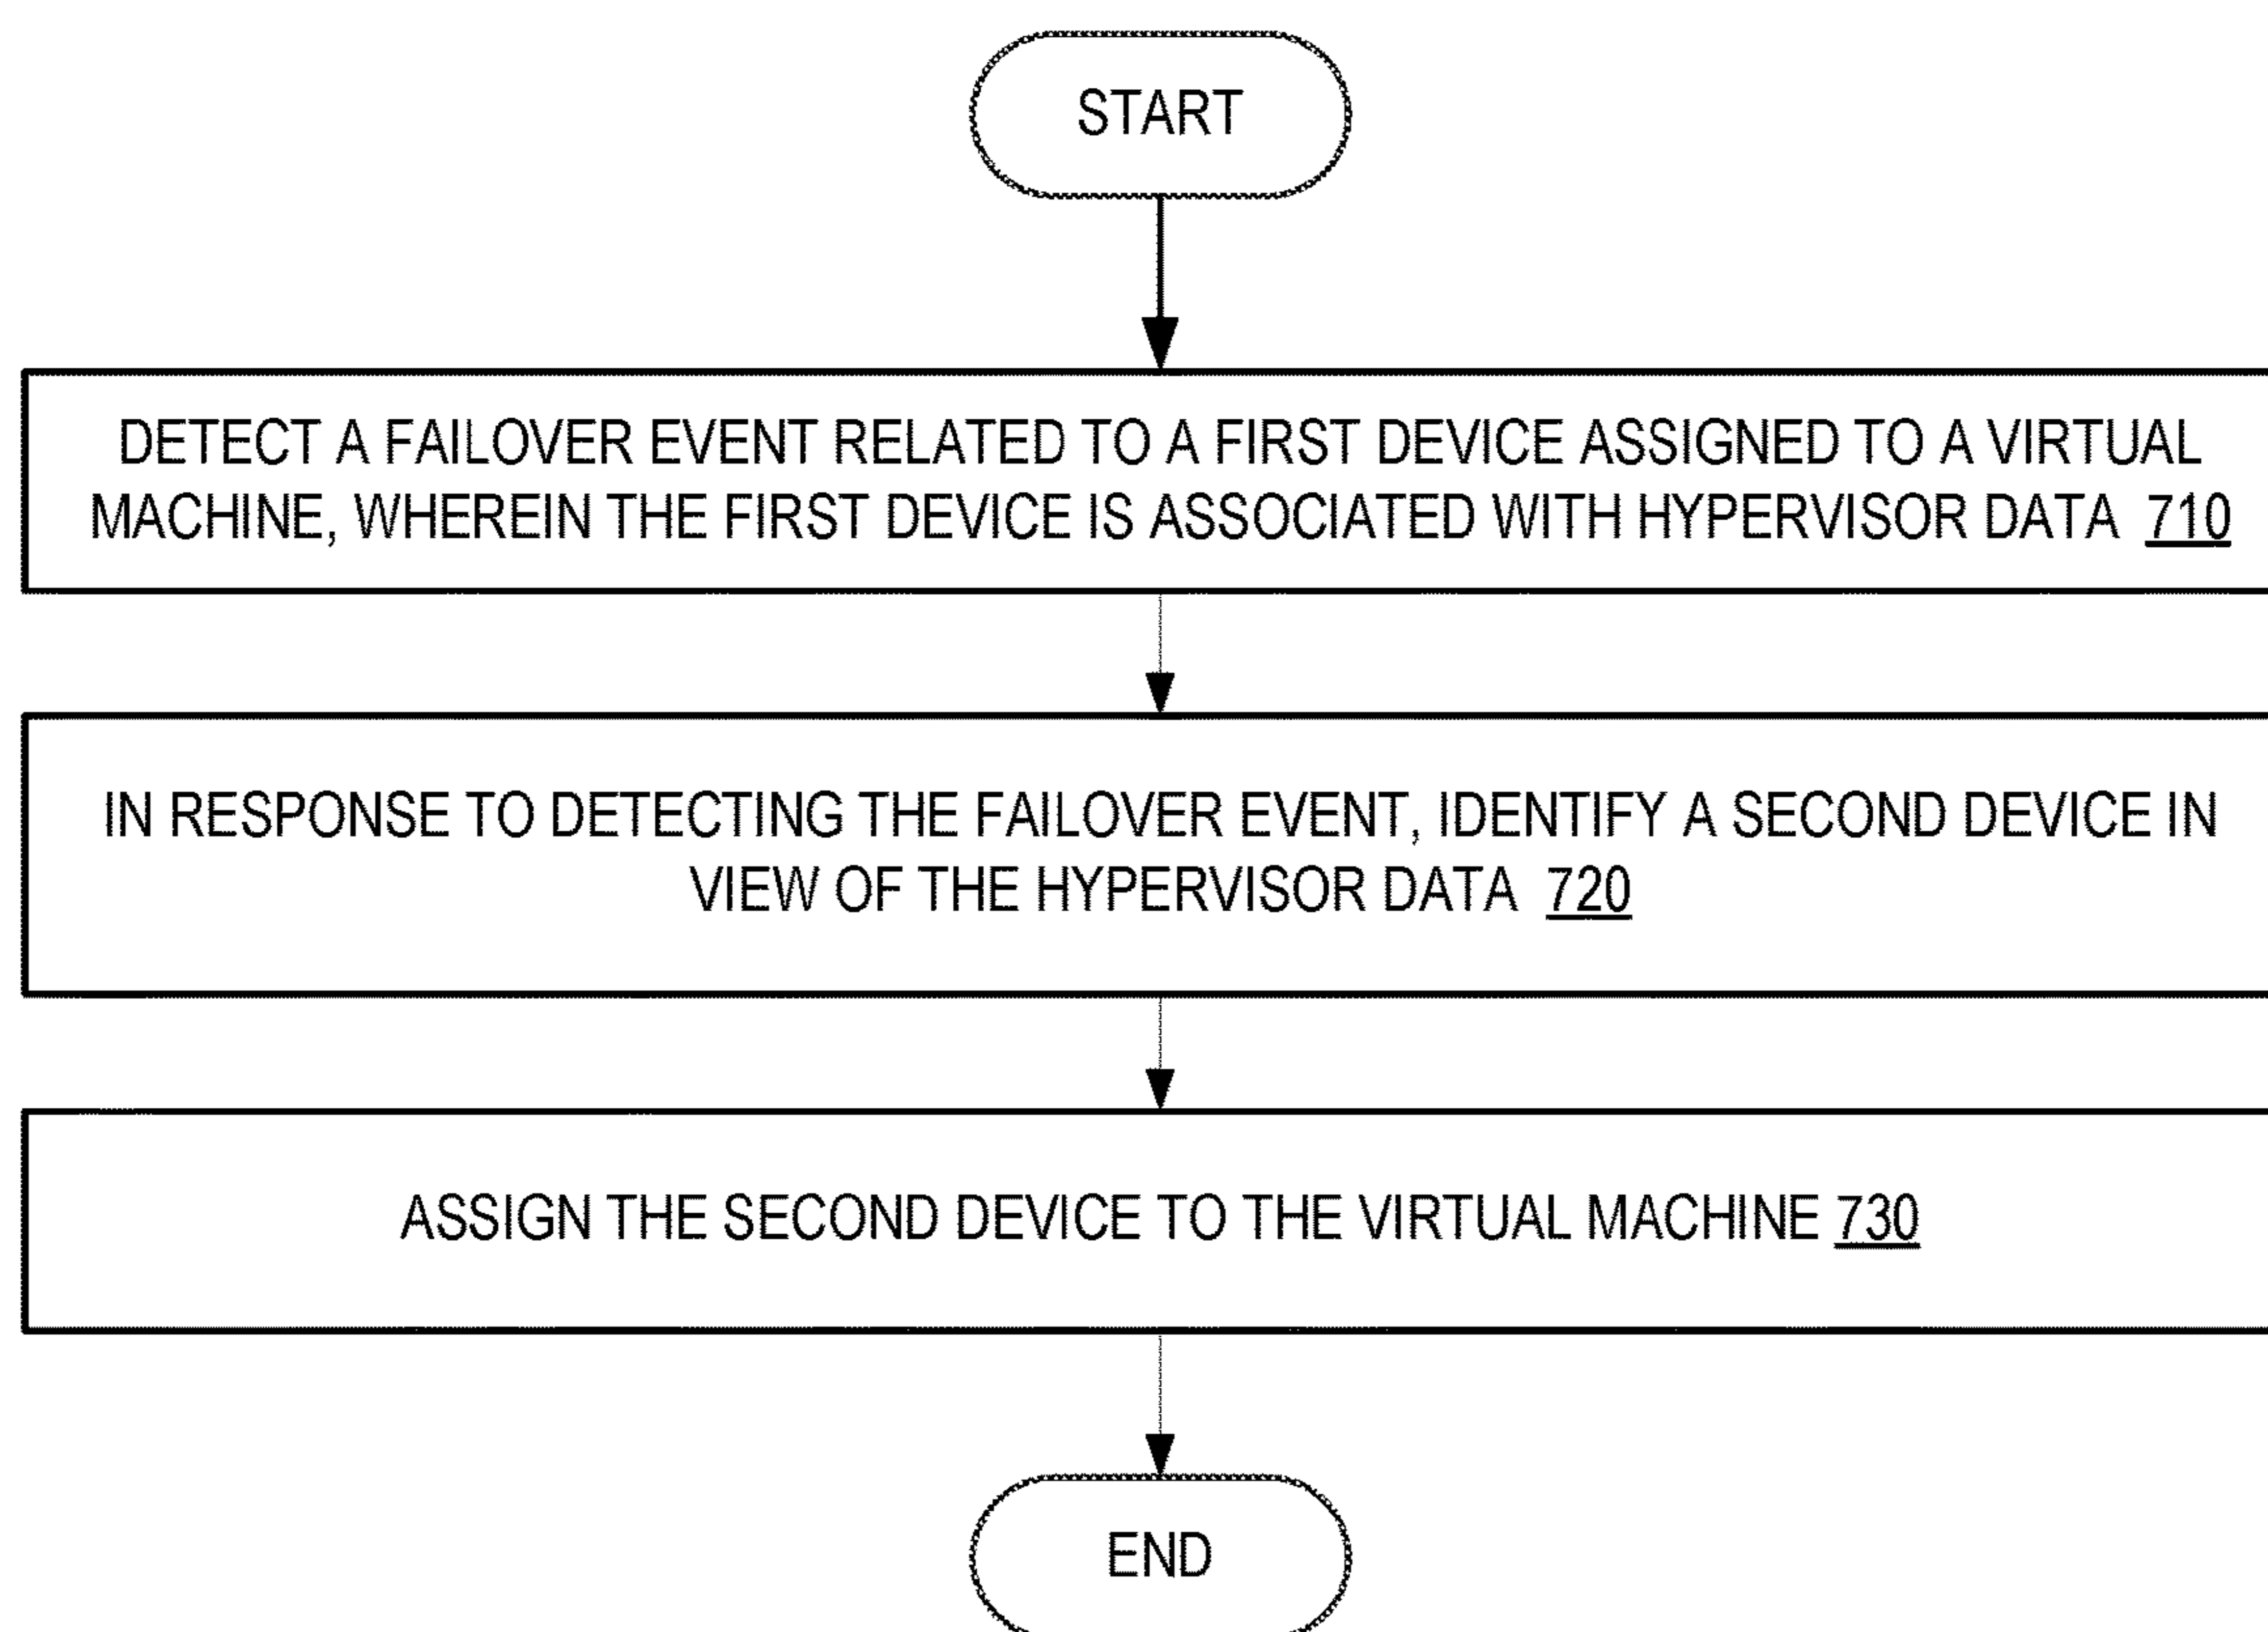 START
DETECT A FAILOVER EVENT RELATED TO A FIRST DEVICE ASSIGNED TO A VIRTUAL
MACHINE, WHEREIN THE FIRST DEVICE IS ASSOCIATED WITH HYPERVISOR DATA 710
IN RESPONSE TO DETECTING THE FAILOVER EVENT, IDENTIFY A SECOND DEVICE IN
VIEW OF THE HYPERVISOR DATA 720
ASSIGN THE SECOND DEVICE TO THE VIRTUAL MACHINE 730
END